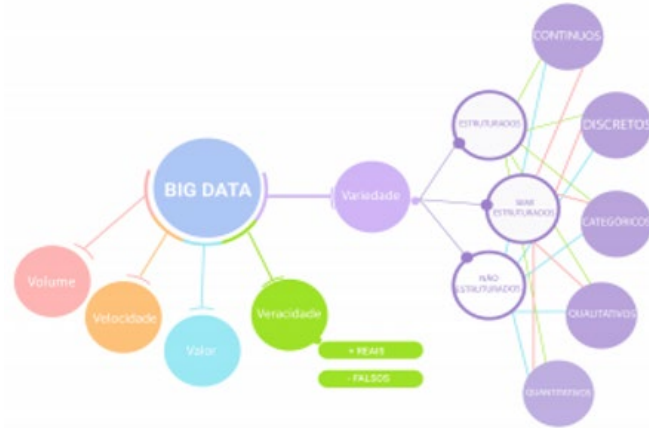 CONTINUOS
ESTRUTURADOS
DISCRETOS
BIG DATA
Variedade
SEMI
ESTRUTURADOS
CATEGÓRICOS
Volume
NÃO
ESTRUTURADOS
Velocidade
Veracidade
QUALITATIVOS
Valor
+ REAIS
- FALSOS
QUANTITATIVOS